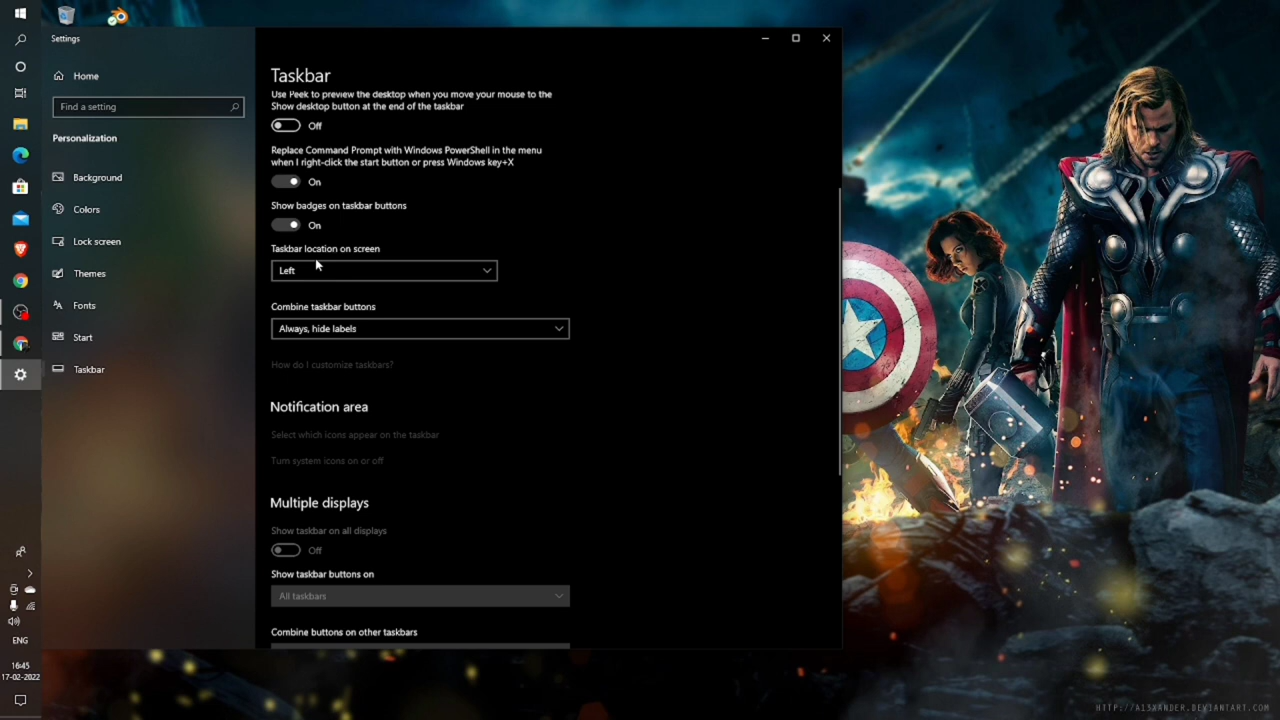 Settings
Home
Find a setting
Personalization
Background
Colors
Lock screen
Themes
Fonts
Start
Taskbar
Taskbar
Use Peek to preview the desktop when you move your mouse to the
Show desktop button at the end of the taskbar
Off
Replace Command Prompt with Windows PowerShell in the menu
when I right-click the start button or press Windows key+X
On
Show badges on taskbar buttons
On
Taskbar location on screen
Left
Combine taskbar buttons
Always, hide labels
How do I customize taskbars?
Notification area
Select which icons appear on the taskbar
Turn system icons on or off
Multiple displays
Show taskbar on all displays
Off
Show taskbar buttons on
All taskbars
Combine buttons on other taskbars
ENG
16:45
17-02-2022
HTTP://A13XANDER.DEVIANTART.COM